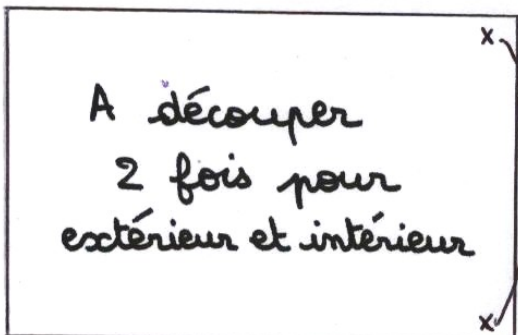 x
A découper
2 fois pour
extérieur et intérieur
x